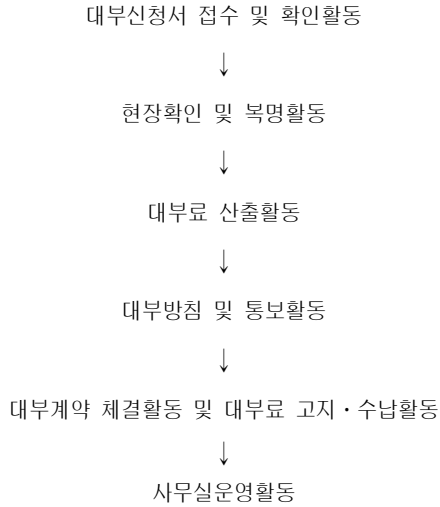 대부신청서 접수 및 확인활동
↓
현장확인 및 복명활동
↓
대부료 산출활동
↓
대부방침 및 통보활동
↓
대부계약 체결활동 및 대부료 고지・수납활동
↓
사무실운영활동